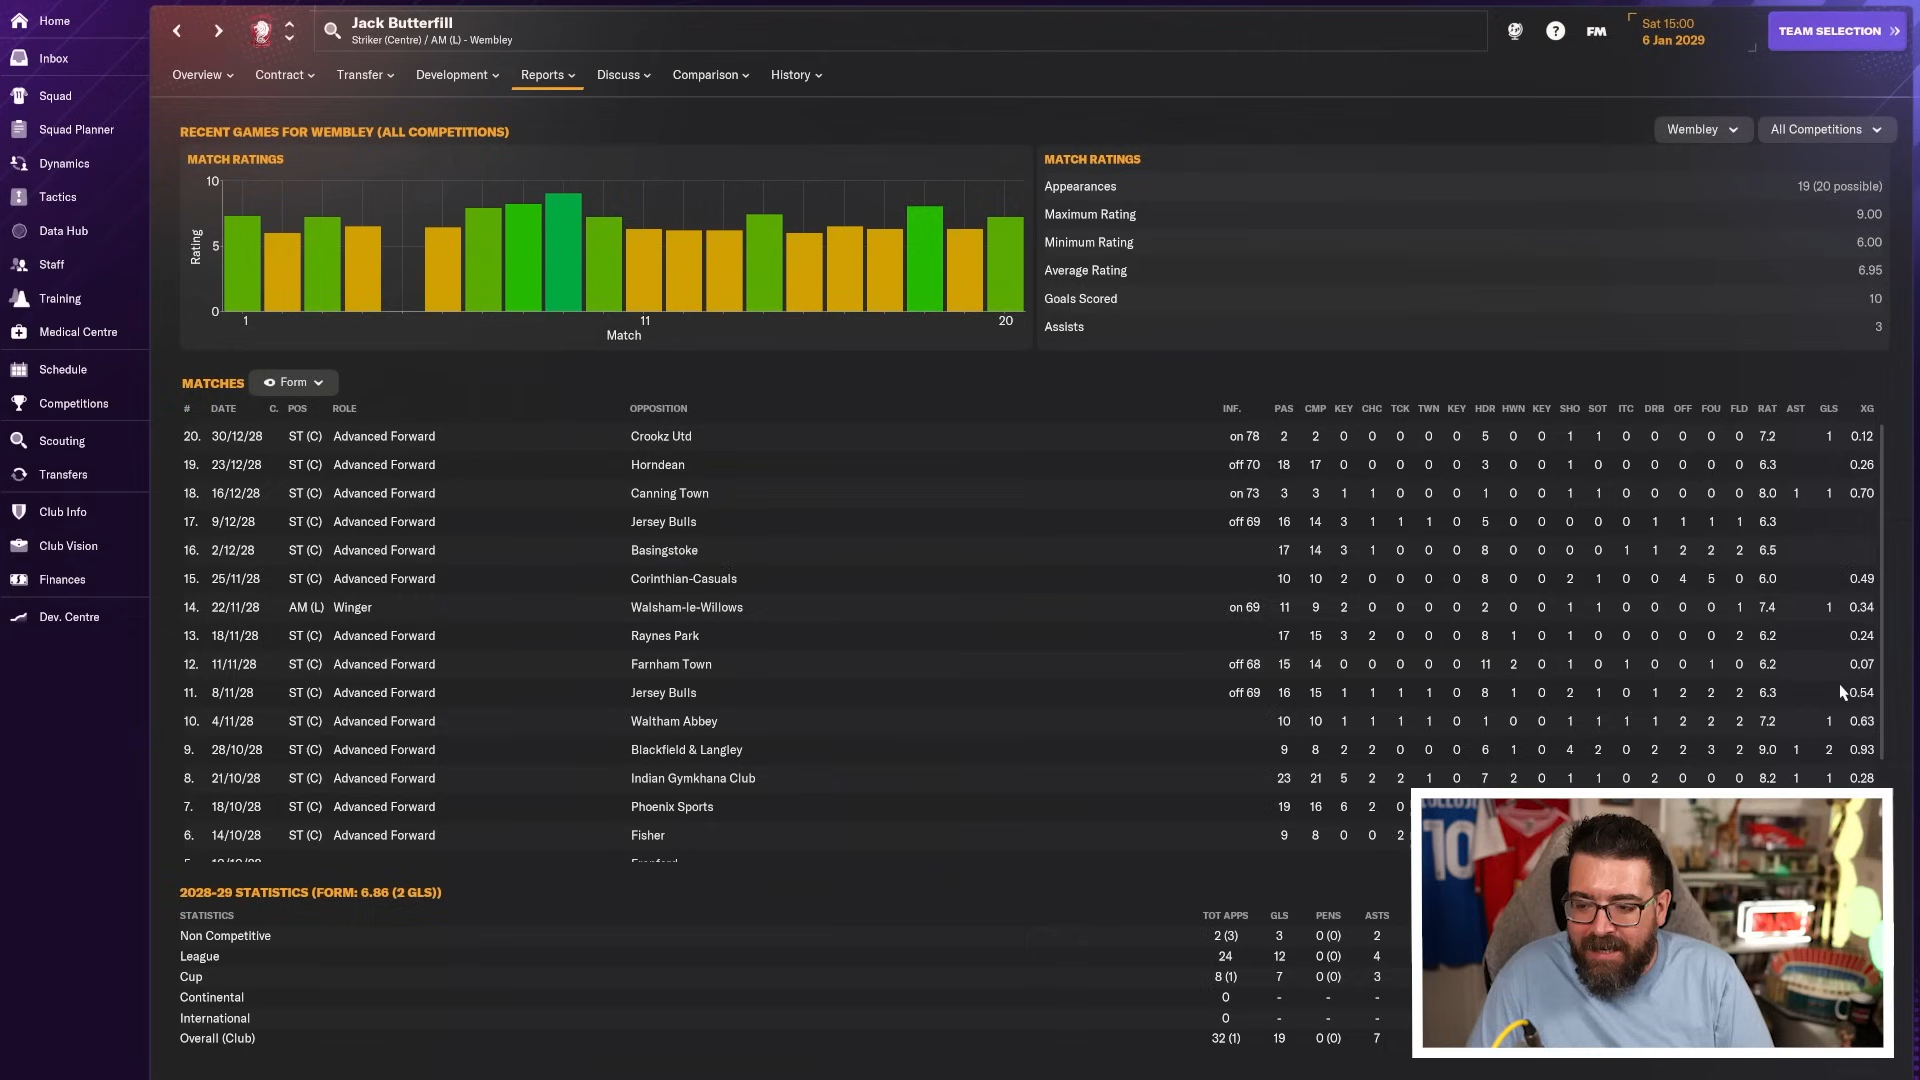 Home
Inbox
Squad
Squad Planner
Dynamics
Tactics
Data Hub
Staff
Training
Medical Centre
Schedule
Competitions
Scouting
Transfers
Club Info
Club Vision
Finances
Dev. Centre
Jack Butterfill
Striker (Centre) / AM (L) - Wembley
FM
Sat 15:00
6 Jan 2029
TEAM SELECTION
Overview Contract Transfer Development Reports Discuss Comparison History
RECENT GAMES FOR WEMBLEY (ALL COMPETITIONS)
Wembley All Competitions
MATCH RATINGS
10
5
0
Rating
1 11 20
Match
MATCH RATINGS
Appearances 19 (20 possible)
Maximum Rating 9.00
Minimum Rating 6.00
Average Rating 6.95
Goals Scored 10
Assists 3
MATCHES Form
# DATE C. POS ROLE OPPOSITION INF. PAS CMP KEY CHC TCK TWN KEY HDR HWN KEY SHO SOT ITC DRB OFF FOU FLD RAT AST GLS XG
20. 30/12/28 ST (C) Advanced Forward Crookz Utd on 78 2 2 0 0 0 0 0 5 0 0 1 1 0 0 0 0 0 7.2 1 0.12
19. 23/12/28 ST (C) Advanced Forward Horndean off 70 18 17 0 0 0 0 0 3 0 0 1 0 0 0 0 0 0 6.3 0.26
18. 16/12/28 ST (C) Advanced Forward Canning Town on 73 3 3 1 1 0 0 0 1 0 0 1 1 0 0 0 0 0 8.0 1 1 0.70
17. 9/12/28 ST (C) Advanced Forward Jersey Bulls off 69 16 14 3 1 1 1 0 5 0 0 0 0 0 1 1 1 1 6.3
16. 2/12/28 ST (C) Advanced Forward Basingstoke 17 14 3 1 0 0 0 8 0 0 0 0 1 1 2 2 2 6.5
15. 25/11/28 ST (C) Advanced Forward Corinthian-Casuals 10 10 2 0 0 0 0 8 0 0 2 1 0 0 4 5 0 6.0 0.49
14. 22/11/28 AM (L) Winger Walsham-le-Willows on 69 11 9 2 0 0 0 0 2 0 0 1 1 0 0 0 0 1 7.4 1 0.34
13. 18/11/28 ST (C) Advanced Forward Raynes Park 17 15 3 2 0 0 0 8 1 0 1 0 0 0 0 0 2 6.2 0.24
12. 11/11/28 ST (C) Advanced Forward Farnham Town off 68 15 14 0 0 0 0 0 11 2 0 1 0 1 0 0 1 0 6.2 0.07
11. 8/11/28 ST (C) Advanced Forward Jersey Bulls off 69 16 15 1 1 1 1 0 8 1 0 2 1 0 1 2 2 2 6.3 0.54
10. 4/11/28 ST (C) Advanced Forward Waltham Abbey 10 10 1 1 1 1 0 1 0 0 1 1 1 1 2 2 2 7.2 1 0.63
9. 28/10/28 ST (C) Advanced Forward Blackfield & Langley 9 8 2 2 0 0 0 6 1 0 4 2 0 2 2 3 2 9.0 1 2 0.93
8. 21/10/28 ST (C) Advanced Forward Indian Gymkhana Club 23 21 5 2 2 1 0 7 2 0 1 1 0 2 0 0 0 8.2 1 1 0.28
7. 18/10/28 ST (C) Advanced Forward Phoenix Sports 19 16 6 2 0
6. 14/10/28 ST (C) Advanced Forward Fisher 9 8 0 0 2
2028-29 STATISTICS (FORM: 6.86 (2 GLS))
STATISTICS TOT APPS GLS PENS ASTS
Non Competitive 2 (3) 3 0 (0) 2
League 24 12 0 (0) 4
Cup 8 (1) 7 0 (0) 3
Continental 0 - - -
International 0 - - -
Overall (Club) 32 (1) 19 0 (0) 7
10